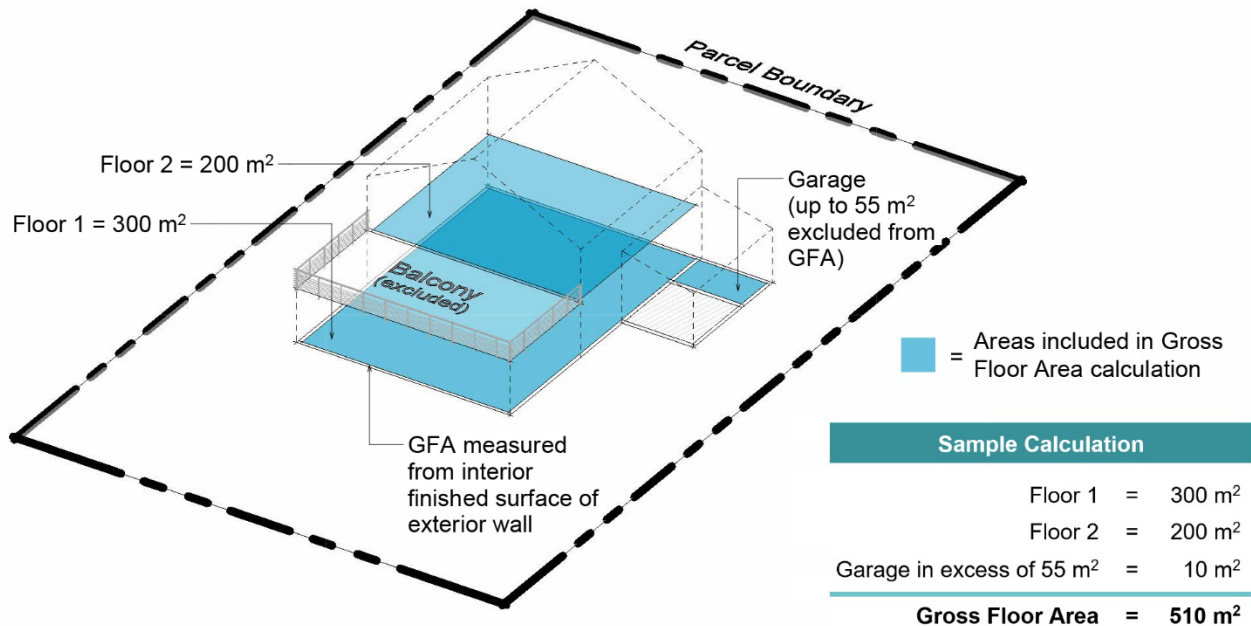 Parcel Boundary
Floor 2 = 200 m²
Floor 1 = 300 m²
Garage
(up to 55 m²
excluded from
GFA)
Balcony
(excluded)
= Areas included in Gross
Floor Area calculation
GFA measured
from interior
finished surface of
exterior wall
Sample Calculation
Floor 1 = 300 m²
Floor 2 = 200 m²
Garage in excess of 55 m² = 10 m²
Gross Floor Area = 510 m²